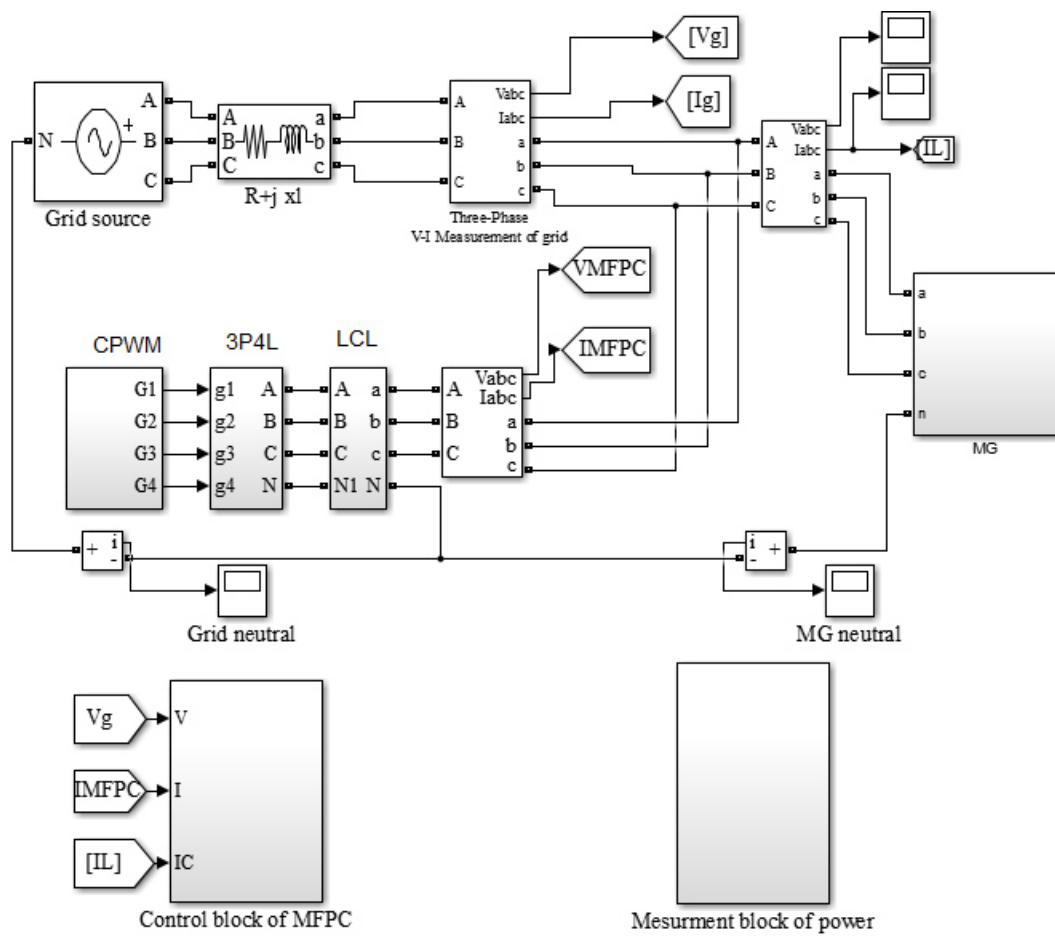 [Vg]
[Ig]
A
B
C
N
+
Grid source
A
B
C
a
b
c
R+j xl
A
B
C
Vabc
Iabc
a
b
c
Three-Phase
V-I Measurement of grid
A
B
C
Vabc
Iabc
a
b
c
[IL]
VMFPC
IMFPC
a
b
c
n
MG
CPWM
G1
G2
G3
G4
3P4L
g1
g2
g3
g4
A
B
C
N
LCL
A
B
C
N1
a
b
c
N
A
B
C
Vabc
Iabc
a
b
c
+
i
-
Grid neutral
i
-
+
MG neutral
Vg
IMFPC
[IL]
V
I
IC
Control block of MFPC
Mesurment block of power